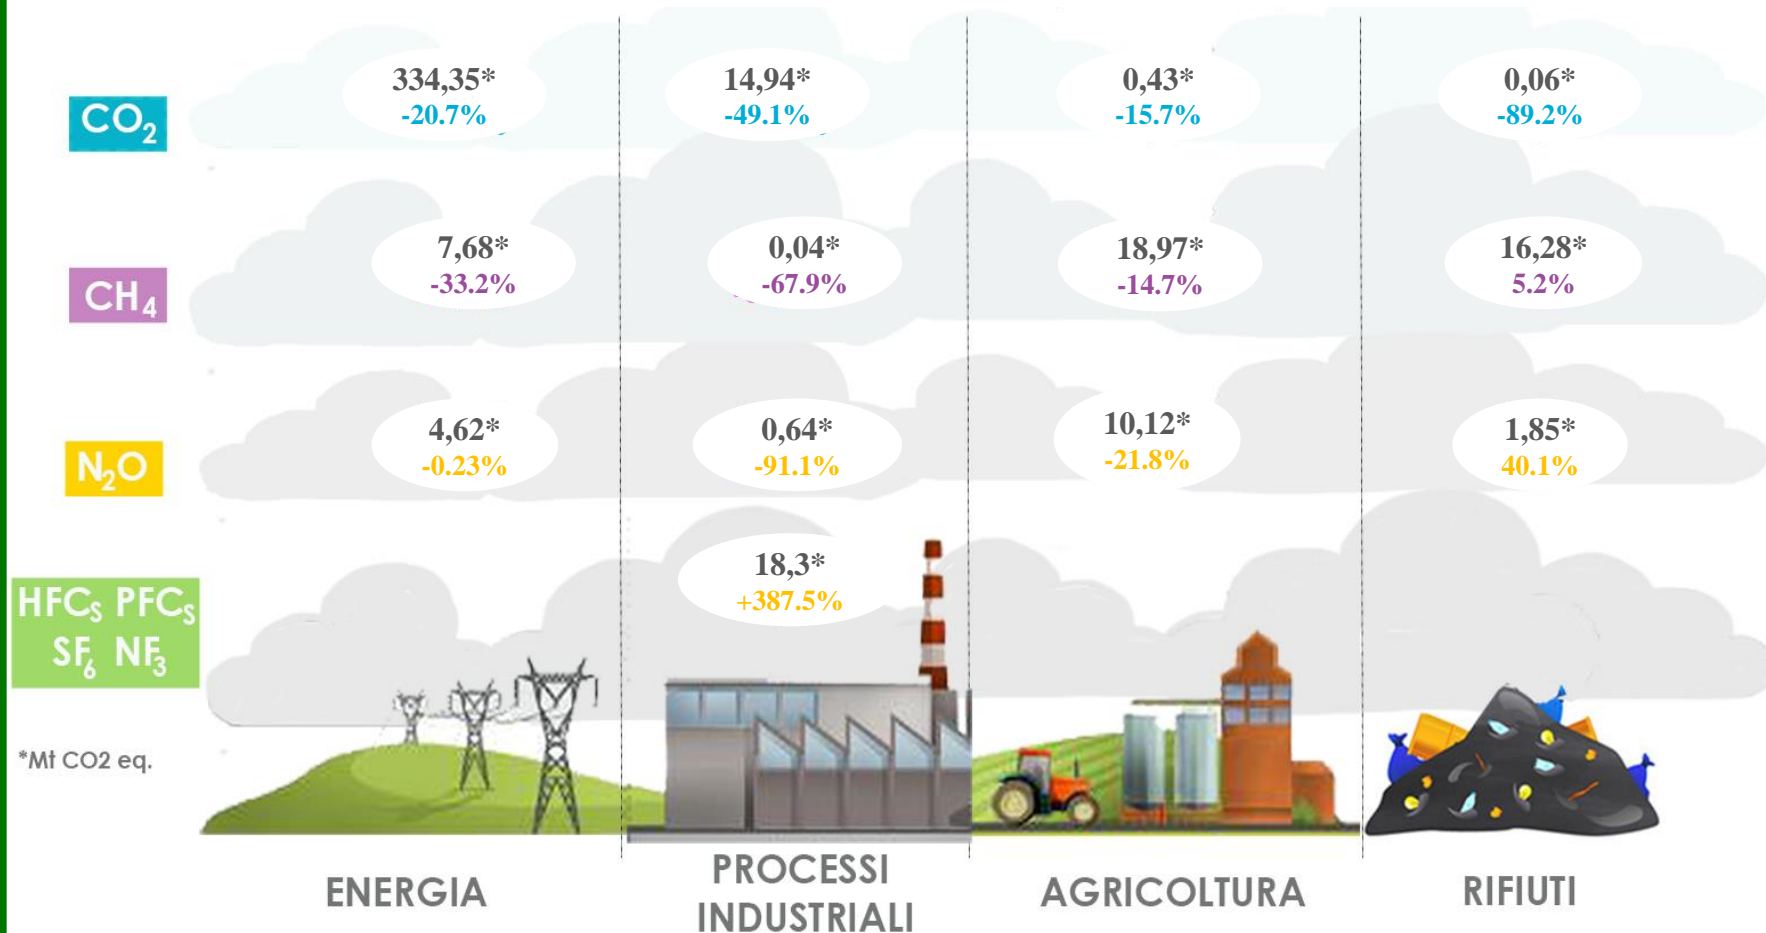 CO₂
334,35*
-20.7%
14,94*
-49.1%
0,43*
-15.7%
0,06*
-89.2%
CH₄
7,68*
-33.2%
0,04*
-67.9%
18,97*
-14.7%
16,28*
5.2%
N₂O
4,62*
-0.23%
0,64*
-91.1%
10,12*
-21.8%
1,85*
40.1%
HFCₛ PFCₛ
SF₆ NF₃
18,3*
+387.5%
*Mt CO2 eq.
ENERGIA
PROCESSI
INDUSTRIALI
AGRICOLTURA
RIFIUTI